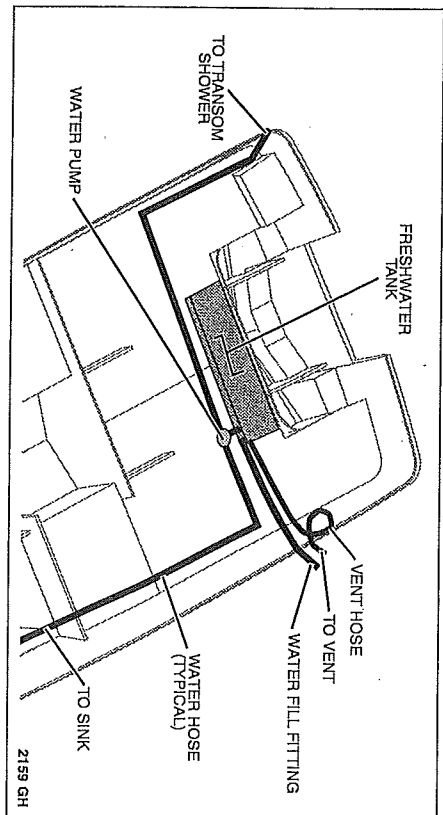 TO TRANSOM
SHOWER
WATER PUMP
FRESHWATER
TANK
VENT HOSE
TO VENT
WATER FILL FITTING
WATER HOSE
(TYPICAL)
TO SINK
2159 GH